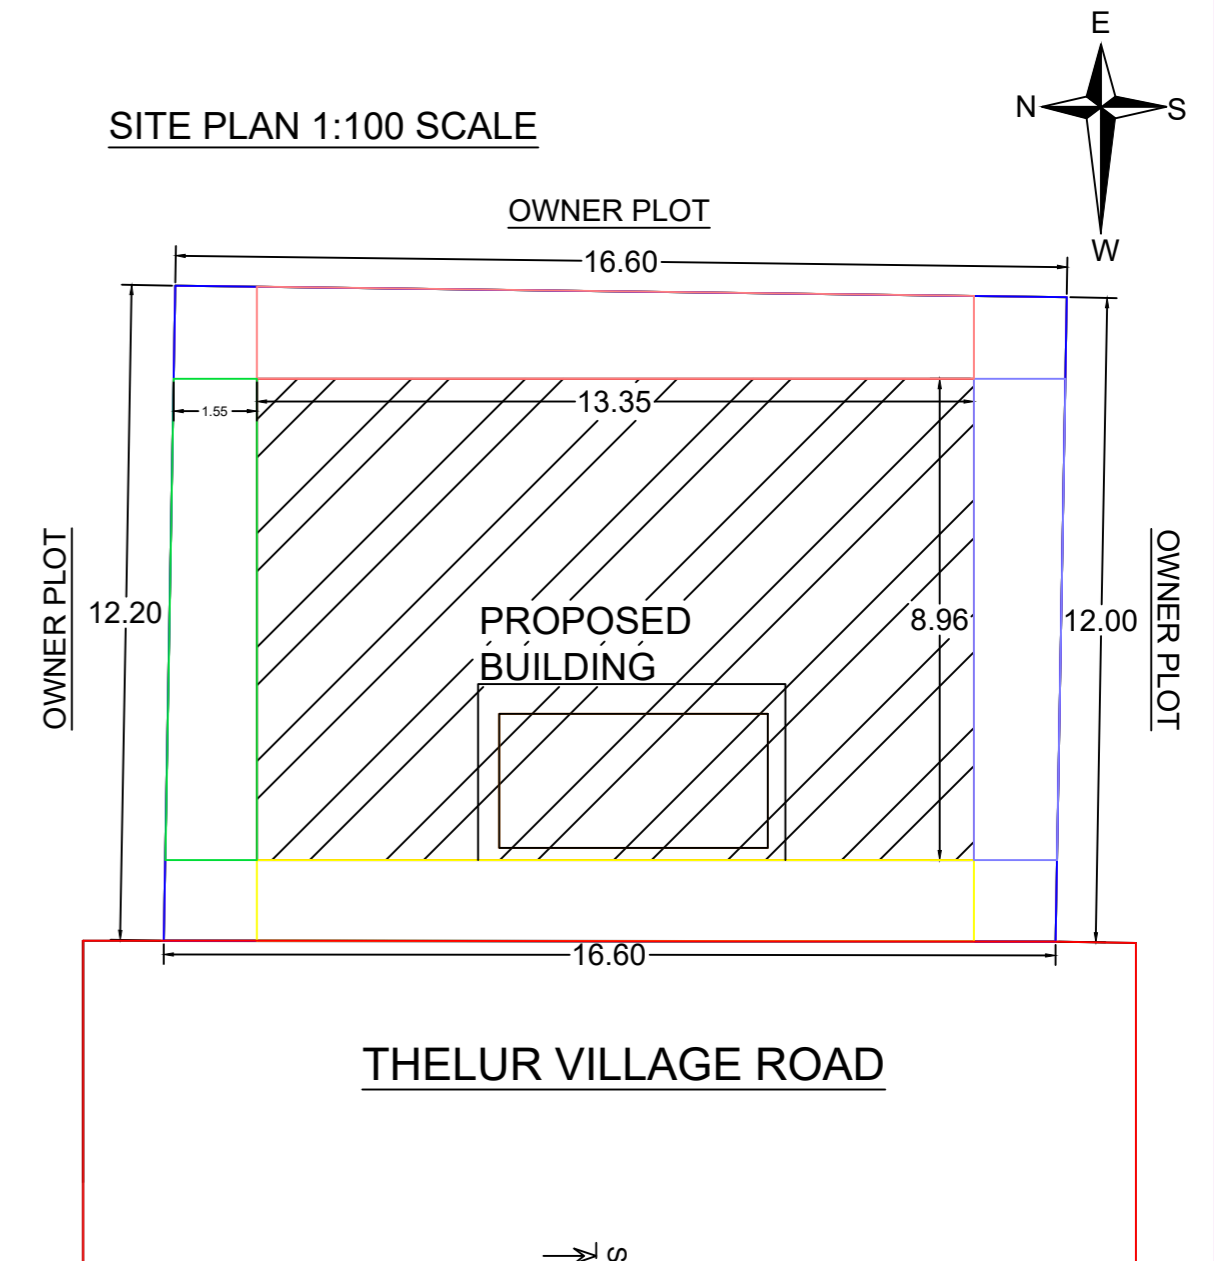 E
N
S
W
SITE PLAN 1:100 SCALE
OWNER PLOT
16.60
13.35
1.55
OWNER PLOT
12.20
PROPOSED
BUILDING
8.96
12.00
OWNER PLOT
16.60
THELUR VILLAGE ROAD
S